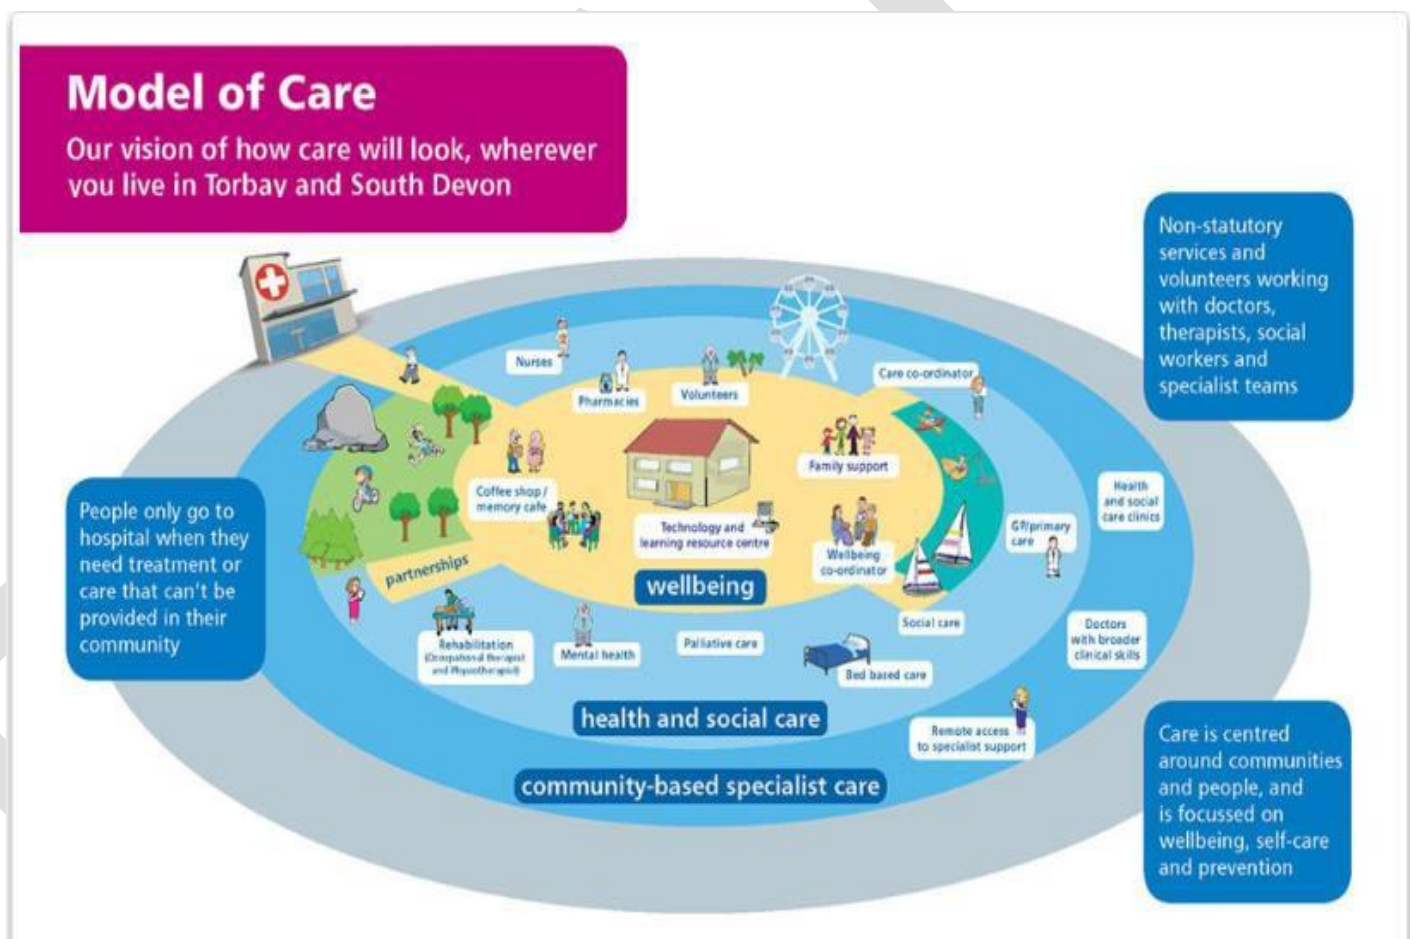 Model of Care
Our vision of how care will look, wherever
you live in Torbay and South Devon
Non-statutory
services and
volunteers working
with doctors,
therapists, social
workers and
specialist teams
Nurses
Pharmacies
Volunteers
Care co-ordinator
Family support
Coffee shop /
memory cafe
Technology and
learning resource centre
Wellbeing
co-ordinator
GP/primary
care
Health
and social
care clinics
People only go to
hospital when they
need treatment or
care that can't be
provided in their
community
partnerships
wellbeing
Rehabilitation
(Occupational therapist
and Physiotherapist)
Mental health
Palliative care
Bed based care
Social care
Doctors
with broader
clinical skills
health and social care
Remote access
to specialist support
community-based specialist care
Care is centred
around communities
and people, and
is focussed on
wellbeing, self-care
and prevention